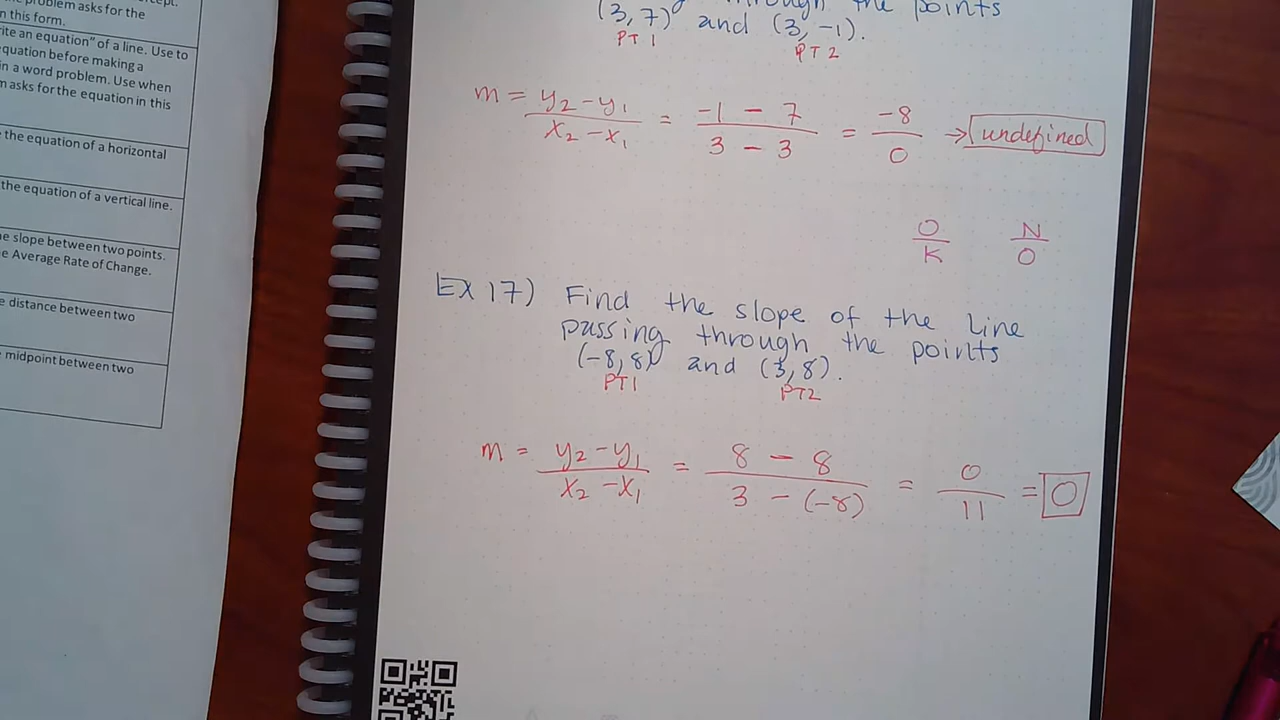 problem asks for the
n this form.
rite an equation" of a line. Use to
equation before making a
in a word problem. Use when
m asks for the equation in this
the equation of a horizontal
the equation of a vertical line.
e slope between two points.
e Average Rate of Change.
e distance between two
midpoint between two
through the points
(3, 7) and (3, -1).
PT 1 PT 2
m = y₂ - y₁ / x₂ - x₁ = -1 - 7 / 3 - 3 = -8 / 0 → undefined
O / K N / O
Ex 17) Find the slope of the line
passing through the points
(-8, 8) and (3, 8).
PT1 PT2
m = y₂ - y₁ / x₂ - x₁ = 8 - 8 / 3 - (-8) = 0 / 11 = 0